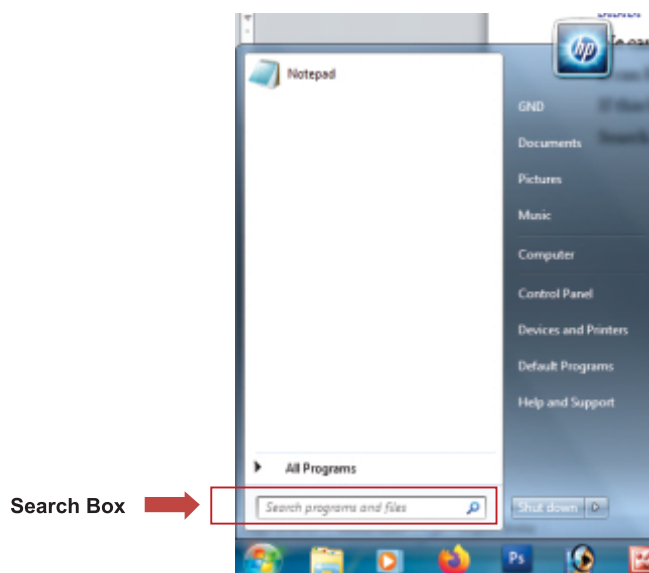 hp
Notepad
GND
Documents
Pictures
Music
Computer
Control Panel
Devices and Printers
Default Programs
Help and Support
All Programs
Search Box
Search programs and files
Shut down
Ps